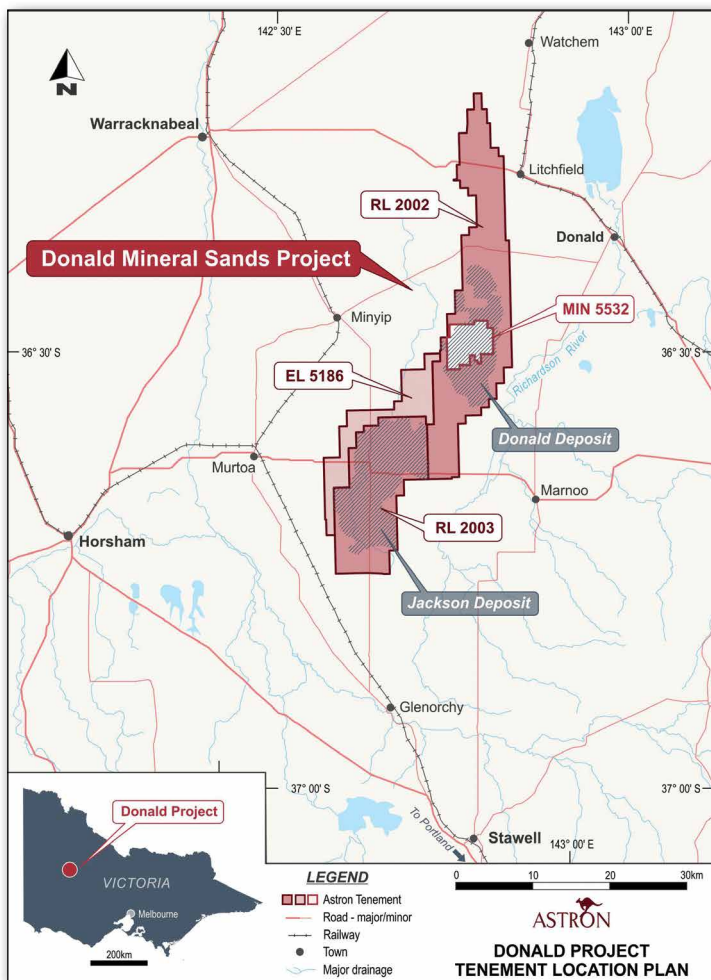 142 30' E
143 00' E
N
Watchem
Warracknabeal
Litchfield
RL 2002
Donald
Donald Mineral Sands Project
MIN 5532
Minyip
36° 30' S
36° 30' S
Richardson River
EL 5186
Donald Deposit
Murtoa
Marnoo
RL 2003
Horsham
Jackson Deposit
Glenorchy
37° 00' S
37° 00' S
Donald Project
To Portland
Stawell
143° 00' E
VICTORIA
Melbourne
200km
LEGEND
Astron Tenement
Road - major/minor
Railway
Town
Major drainage
0 10 20 30km
ASTRON
DONALD PROJECT
TENEMENT LOCATION PLAN